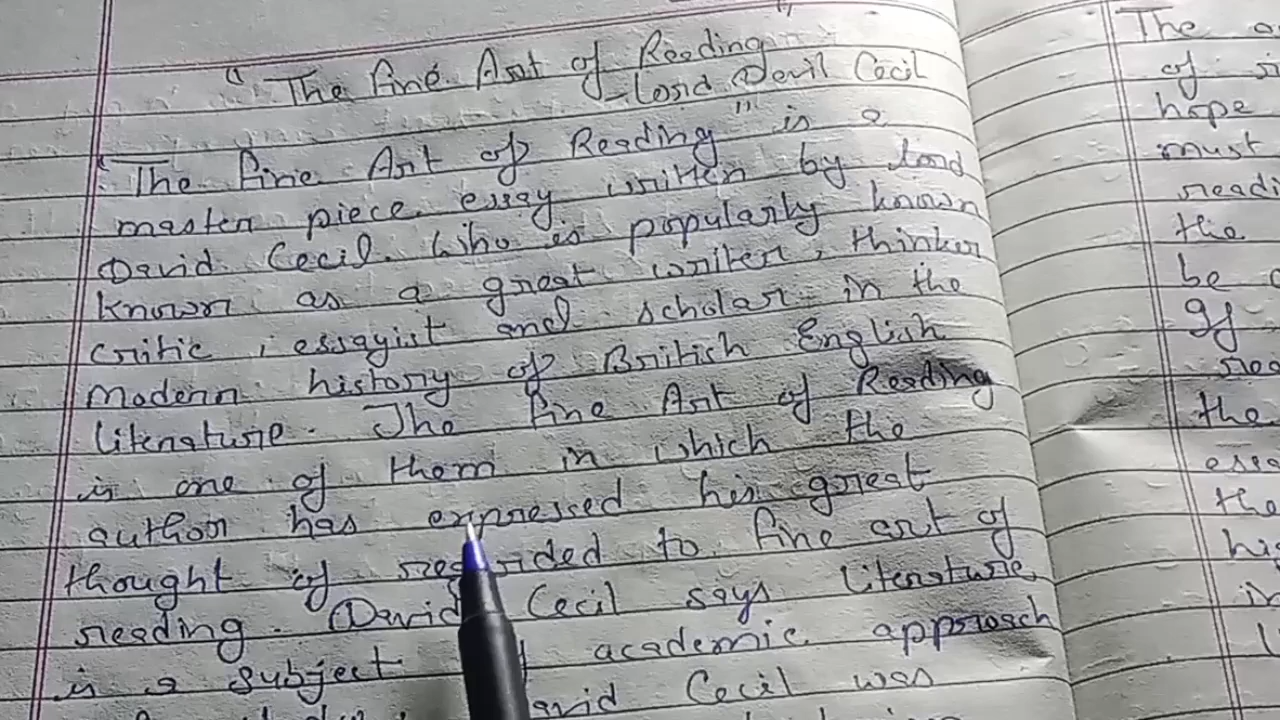 "The fine Art of Reading"
- Lord Devil Cecil
"The fine Art of Reading" is a
master piece essay written by Lord
David Cecil. Who is popularly known
known as a great writer, thinker
critic, essayist and scholar in the
Modern history of British English
literature. The fine Art of Reading
is one of them in which the
author has expressed his great
thought of regarded to fine art of
reading. David Cecil says literature
is a subject academic approach
David Cecil was
The
of
hope
must
the
be
If
the
the